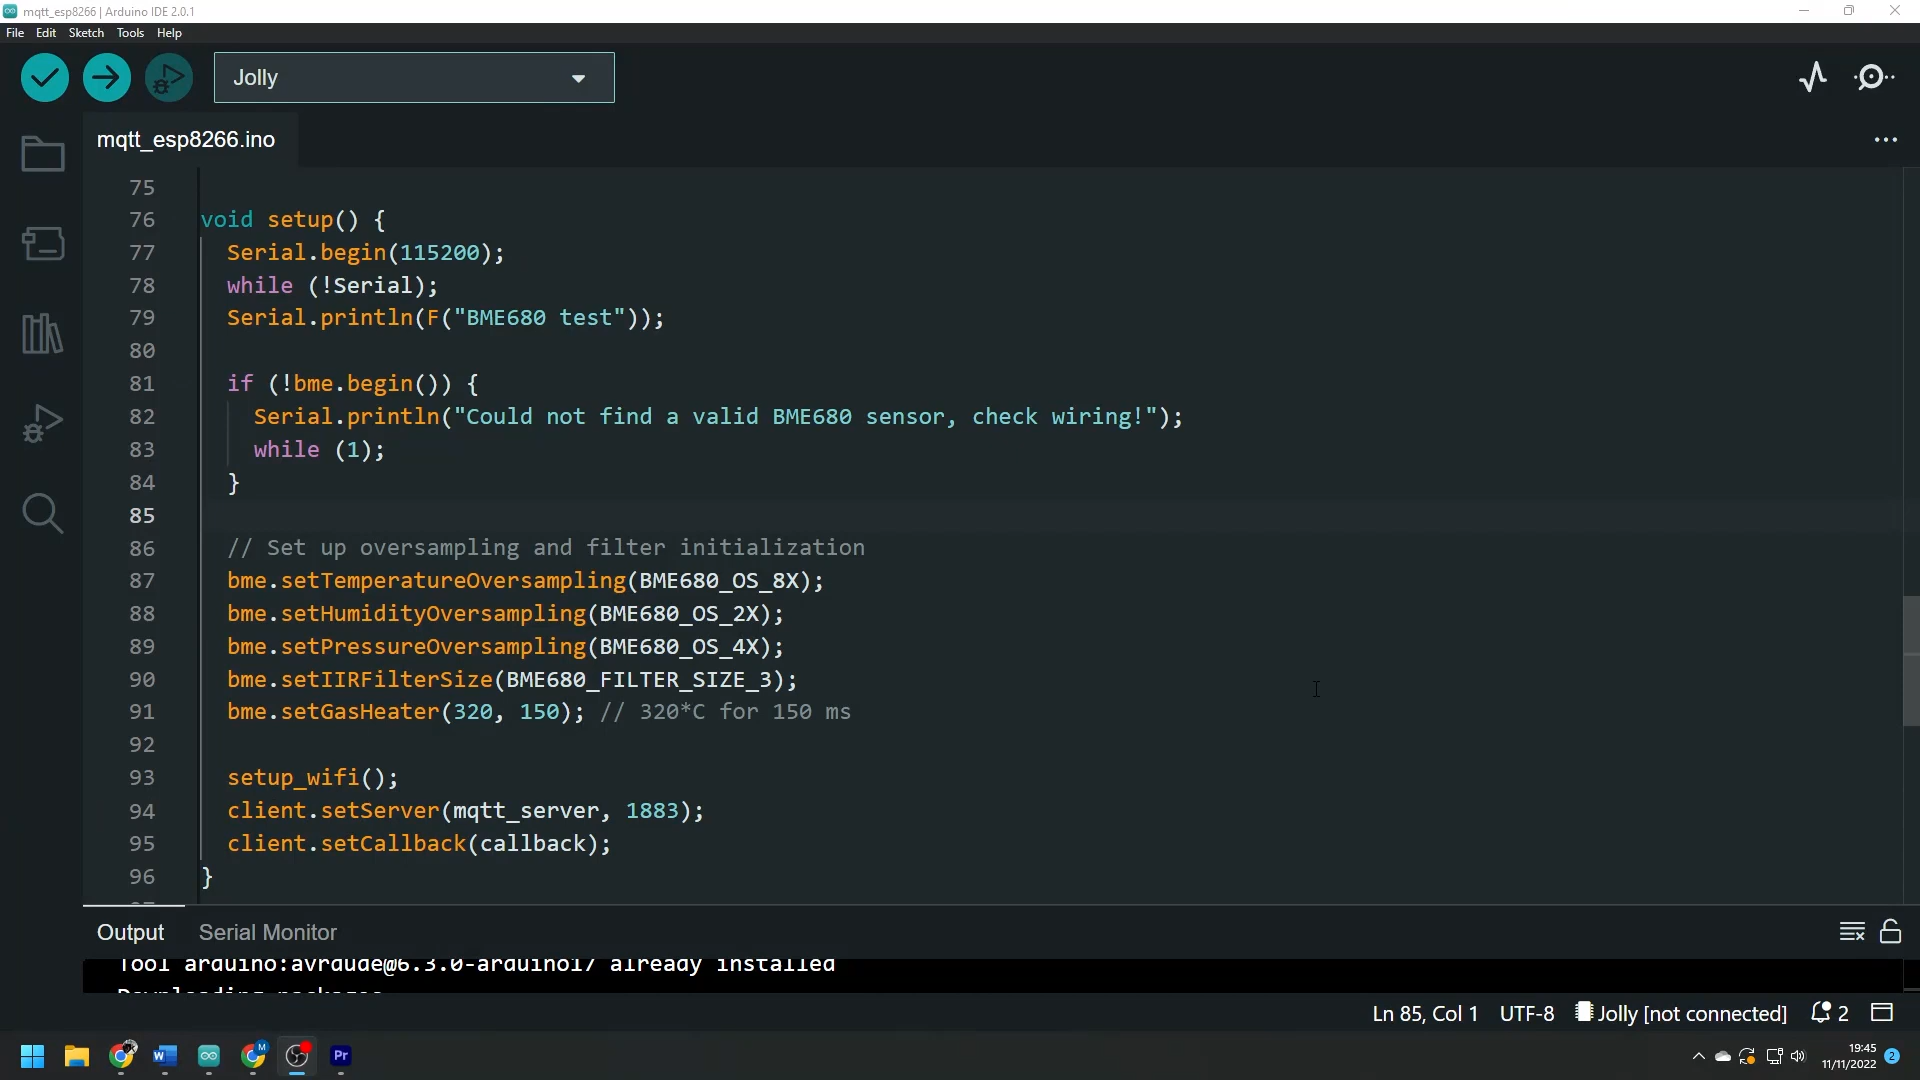 mqtt_esp8266 | Arduino IDE 2.0.1
File Edit Sketch Tools Help
Jolly
mqtt_esp8266.ino
75
76 void setup() {
77 Serial.begin(115200);
78 while (!Serial);
79 Serial.println(F("BME680 test"));
80
81 if (!bme.begin()) {
82 Serial.println("Could not find a valid BME680 sensor, check wiring!");
83 while (1);
84 }
85
86 // Set up oversampling and filter initialization
87 bme.setTemperatureOversampling(BME680_OS_8X);
88 bme.setHumidityOversampling(BME680_OS_2X);
89 bme.setPressureOversampling(BME680_OS_4X);
90 bme.setIIRFilterSize(BME680_FILTER_SIZE_3);
91 bme.setGasHeater(320, 150); // 320*C for 150 ms
92
93 setup_wifi();
94 client.setServer(mqtt_server, 1883);
95 client.setCallback(callback);
96 }
Output Serial Monitor
Tool arduino:avrdude@6.3.0-arduino17 already installed
Downloading packages
Ln 85, Col 1 UTF-8 Jolly [not connected] 2
W M Pr
19:45
11/11/2022 2